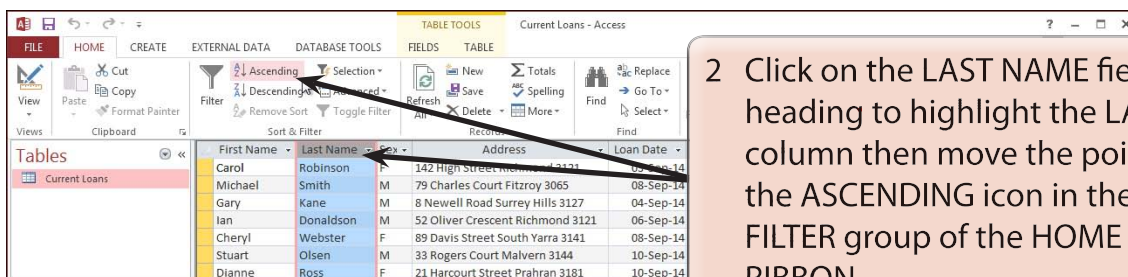 TABLE TOOLS Current Loans - Access
FILE HOME CREATE EXTERNAL DATA DATABASE TOOLS FIELDS TABLE
View
Views
Paste
Cut
Copy
Format Painter
Clipboard
Filter
Ascending
Descending
Remove Sort
Selection
Advanced
Toggle Filter
Sort & Filter
Refresh
All
New
Save
Delete
Totals
Spelling
More
Records
Find
Replace
Go To
Select
Find
Tables
Current Loans
First Name Last Name Sex Address Loan Date
Carol Robinson F 142 High Street Richmond 3121 03-Sep-14
Michael Smith M 79 Charles Court Fitzroy 3065 08-Sep-14
Gary Kane M 8 Newell Road Surrey Hills 3127 04-Sep-14
Ian Donaldson M 52 Oliver Crescent Richmond 3121 06-Sep-14
Cheryl Webster F 89 Davis Street South Yarra 3141 08-Sep-14
Stuart Olsen M 33 Rogers Court Malvern 3144 10-Sep-14
Dianne Ross F 21 Harcourt Street Prahran 3181 10-Sep-14
2 Click on the LAST NAME fie
heading to highlight the LA
column then move the poi
the ASCENDING icon in the
FILTER group of the HOME
RIBBON